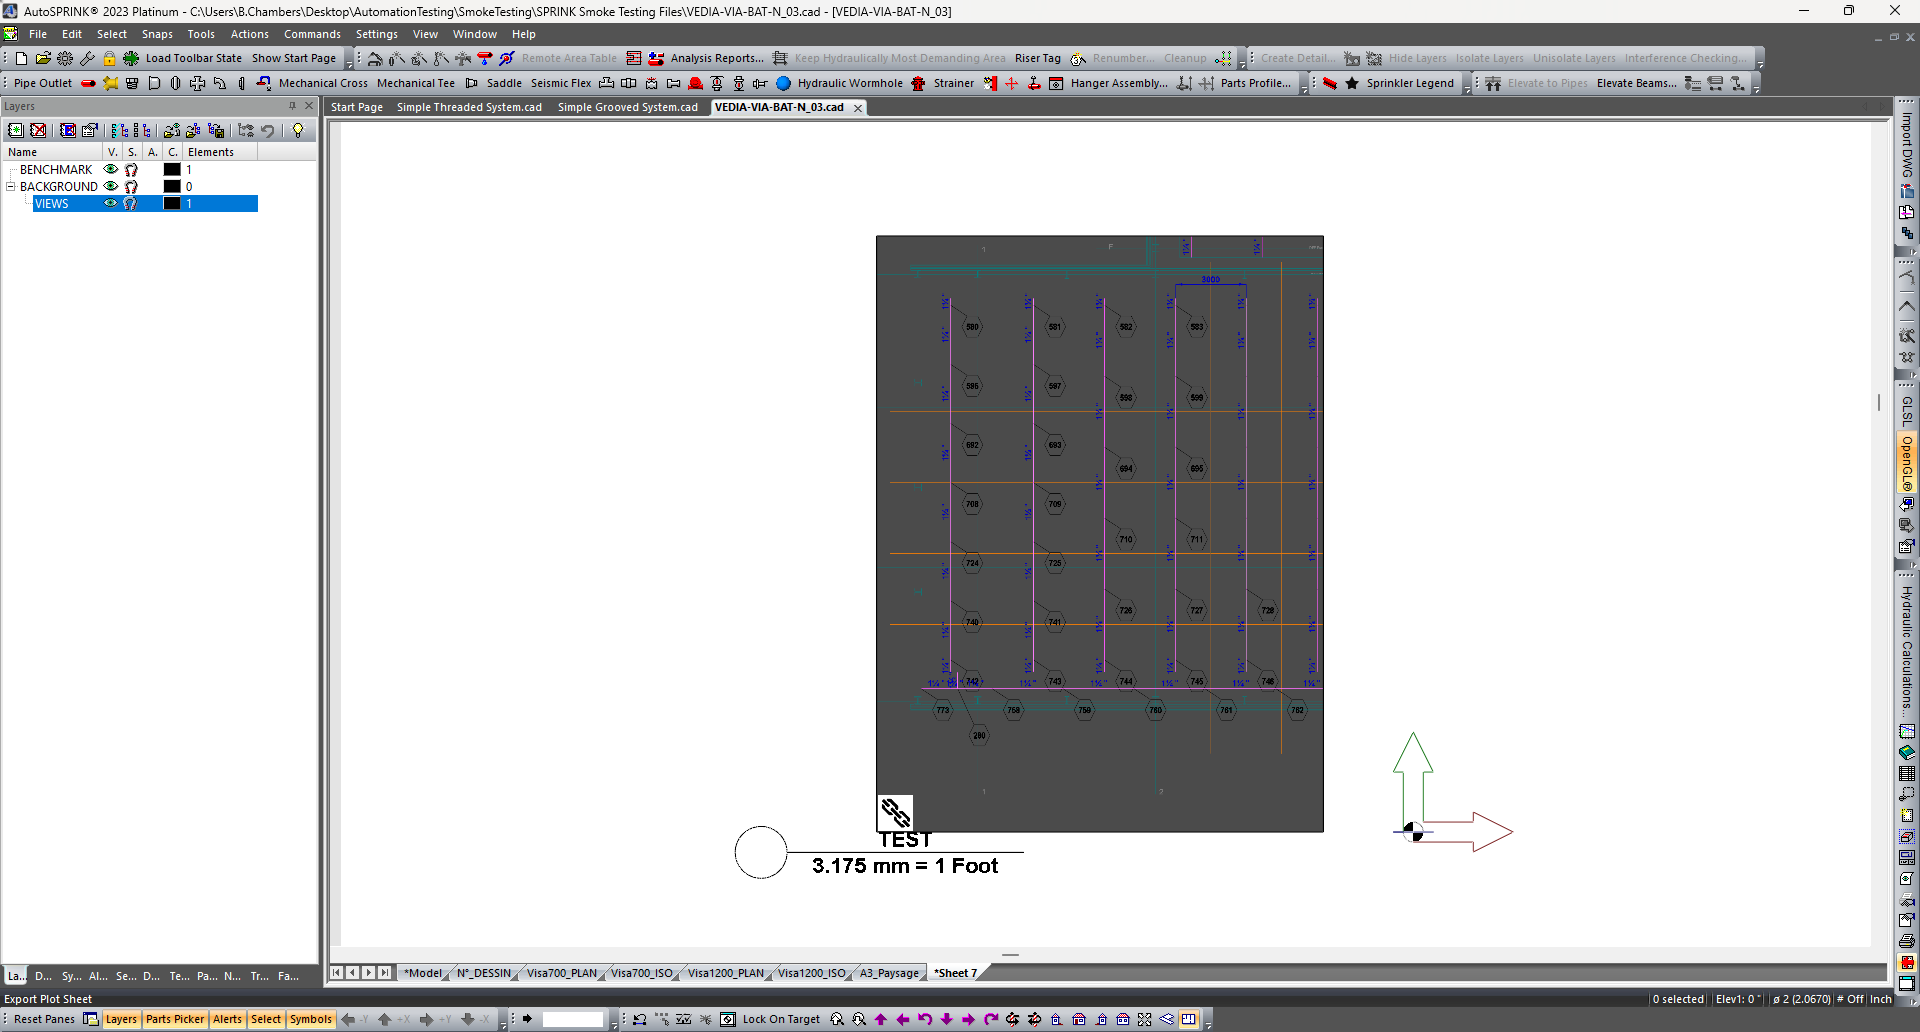 AutoSPRINK® 2023 Platinum - C:\Users\B.Chambers\Desktop\AutomationTesting\SmokeTesting\SPRINK Smoke Testing Files\VEDIA-VIA-BAT-N_03.cad - [VEDIA-VIA-BAT-N_03]
File Edit Select Snaps Tools Actions Commands Settings View Window Help
Load Toolbar State Show Start Page Remote Area Table Analysis Reports... Keep Hydraulically Most Demanding Area Riser Tag Renumber... Cleanup Create Detail... Hide Layers Isolate Layers Unisolate Layers Interference Checking...
Pipe Outlet Mechanical Cross Mechanical Tee Saddle Seismic Flex Hydraulic Wormhole Strainer Hanger Assembly... Parts Profile... Sprinkler Legend Elevate to Pipes Elevate Beams...
Layers
Start Page Simple Threaded System.cad Simple Grooved System.cad VEDIA-VIA-BAT-N_03.cad
Name V. S. A. C. Elements
BENCHMARK 1
BACKGROUND 0
VIEWS 1
Import DWG
GLSL
OpenGL®
Hydraulic Calculations...
1 F
3000
580 581 582 583
596 597 598 599
692 693 694 695
708 709 710 711
724 725 726 727 728
740 741
742 743 744 745 746
773 758 759 760 761 762
280
1 2
TEST
3.175 mm = 1 Foot
La... D... Sy... Al... Se... D... Te... Pa... N... Tr... Fa...
*Model N°_DESSIN Visa700_PLAN Visa700_ISO Visa1200_PLAN Visa1200_ISO A3_Paysage *Sheet 7
Export Plot Sheet 0 selected Elev1: 0 " ø 2 (2.0670) # Off Inch
Reset Panes Layers Parts Picker Alerts Select Symbols -Y +X +Y -X Lock On Target